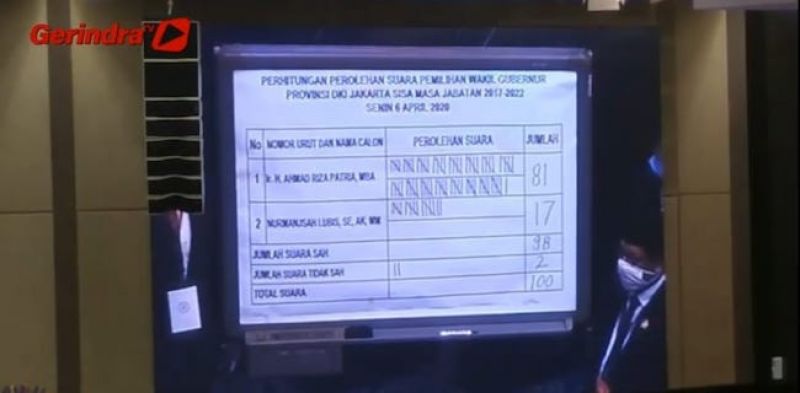 Gerindra TV
PERHITUNGAN PEROLEHAN SUARA PEMILIHAN WAKIL GUBERNUR
PROVINSI DKI JAKARTA SISA MASA JABATAN 2017-2022
SENIN 6 APRIL 2020
No NOMOR URUT DAN NAMA CALON PEROLEHAN SUARA JUMLAH
1 Ir. H. AHMAD RIZA PATRIA, MBA 81
2 NURMANJSAH LUBIS, SE, AK, MM 17
JUMLAH SUARA SAH 98
JUMLAH SUARA TIDAK SAH 2
TOTAL SUARA 100